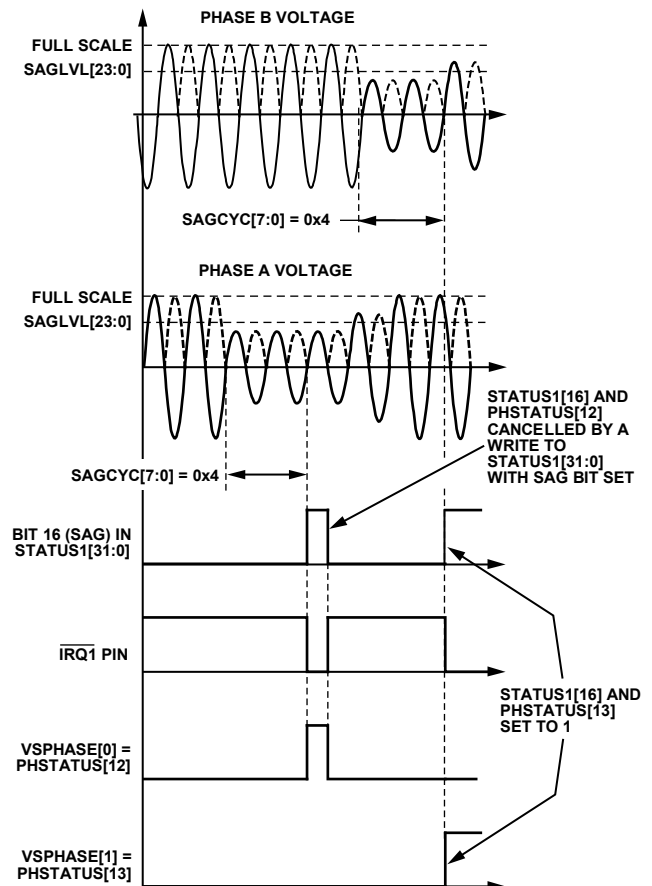 PHASE B VOLTAGE
FULL SCALE
SAGLVL[23:0]
SAGCYC[7:0] = 0x4
PHASE A VOLTAGE
FULL SCALE
SAGLVL[23:0]
STATUS1[16] AND
PHSTATUS[12]
CANCELLED BY A
WRITE TO
STATUS1[31:0]
WITH SAG BIT SET
SAGCYC[7:0] = 0x4
BIT 16 (SAG) IN
STATUS1[31:0]
IRQ1 PIN
STATUS1[16] AND
PHSTATUS[13]
SET TO 1
VSPHASE[0] =
PHSTATUS[12]
VSPHASE[1] =
PHSTATUS[13]